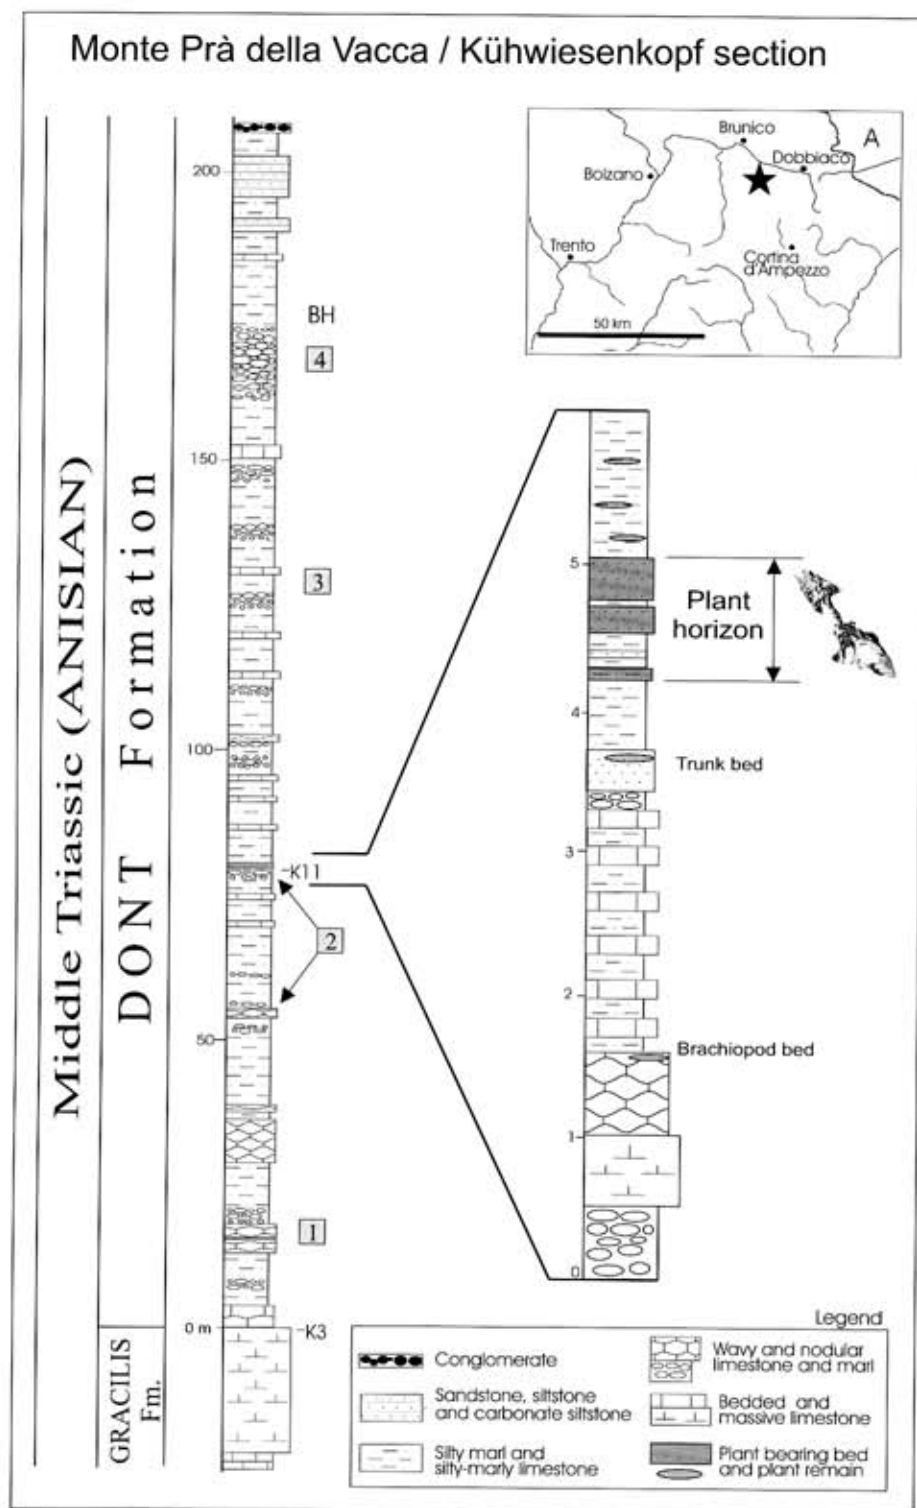 Monte Prà della Vacca / Kühwiesenkopf section
A
Brunico
Dobbiaco
Bolzano
Trento
Cortina
d'Ampezzo
50 km
Middle Triassic (ANISIAN)
DONT Formation
GRACILIS
Fm.
200
BH
4
150
3
100
K11
2
50
1
0 m
K3
5
Plant
horizon
4
Trunk bed
3
2
Brachiopod bed
1
0
Legend
Conglomerate
Sandstone, siltstone
and carbonate siltstone
Silty marl and
silty-marly limestone
Wavy and nodular
limestone and marl
Bedded and
massive limestone
Plant bearing bed
and plant remain